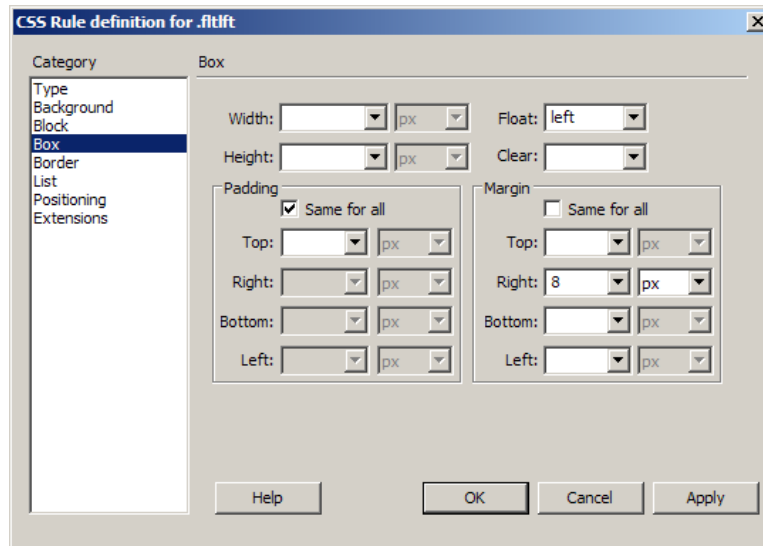 CSS Rule definition for .fltlft
Category
Box
Type
Background
Block
Box
Border
List
Positioning
Extensions
Width: px Float: left
Height: px Clear:
Padding
Same for all
Top: px
Right: px
Bottom: px
Left: px
Margin
Same for all
Top: px
Right: 8 px
Bottom: px
Left: px
Help OK Cancel Apply